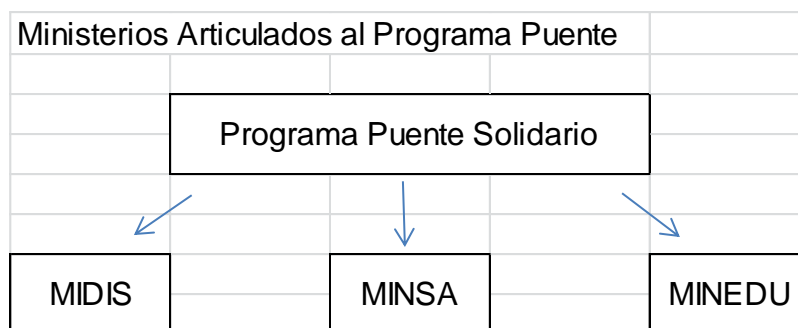 Ministerios Articulados al Programa Puente
Programa Puente Solidario
MIDIS MINSA MINEDU